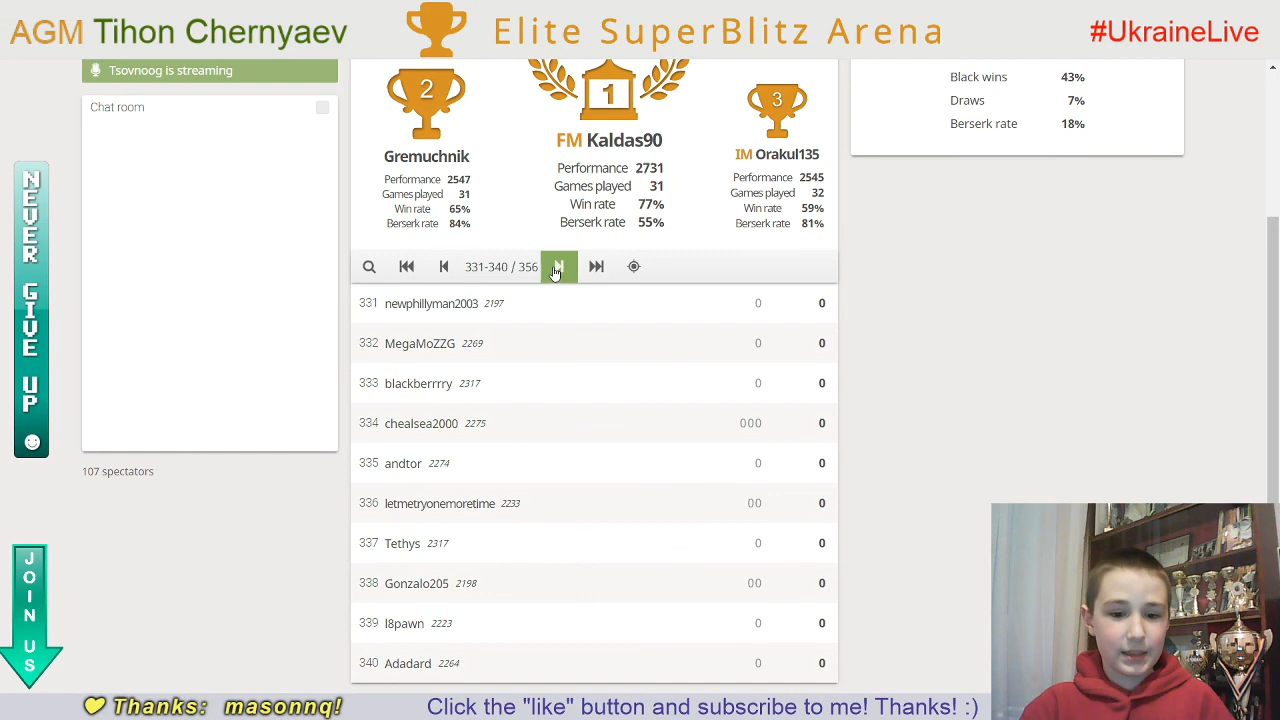 AGM Tihon Chernyaev
Elite SuperBlitz Arena
#UkraineLive
Tsovnoog is streaming
Chat room
107 spectators
NEVER GIVE UP
JOIN US
2
Gremuchnik
Performance 2547
Games played 31
Win rate 65%
Berserk rate 84%
1
FM Kaldas90
Performance 2731
Games played 31
Win rate 77%
Berserk rate 55%
3
IM Orakul135
Performance 2545
Games played 32
Win rate 59%
Berserk rate 81%
Black wins 43%
Draws 7%
Berserk rate 18%
331-340 / 356
331 newphillyman2003 2197 0 0
332 MegaMoZZG 2269 0 0
333 blackberrrry 2317 0 0
334 chealsea2000 2275 000 0
335 andtor 2274 0 0
336 letmetryonemoretime 2233 00 0
337 Tethys 2317 0 0
338 Gonzalo205 2198 00 0
339 l8pawn 2223 0 0
340 Adadard 2264 0 0
Thanks: masonnq!
Click the "like" button and subscribe to me! Thanks! :)